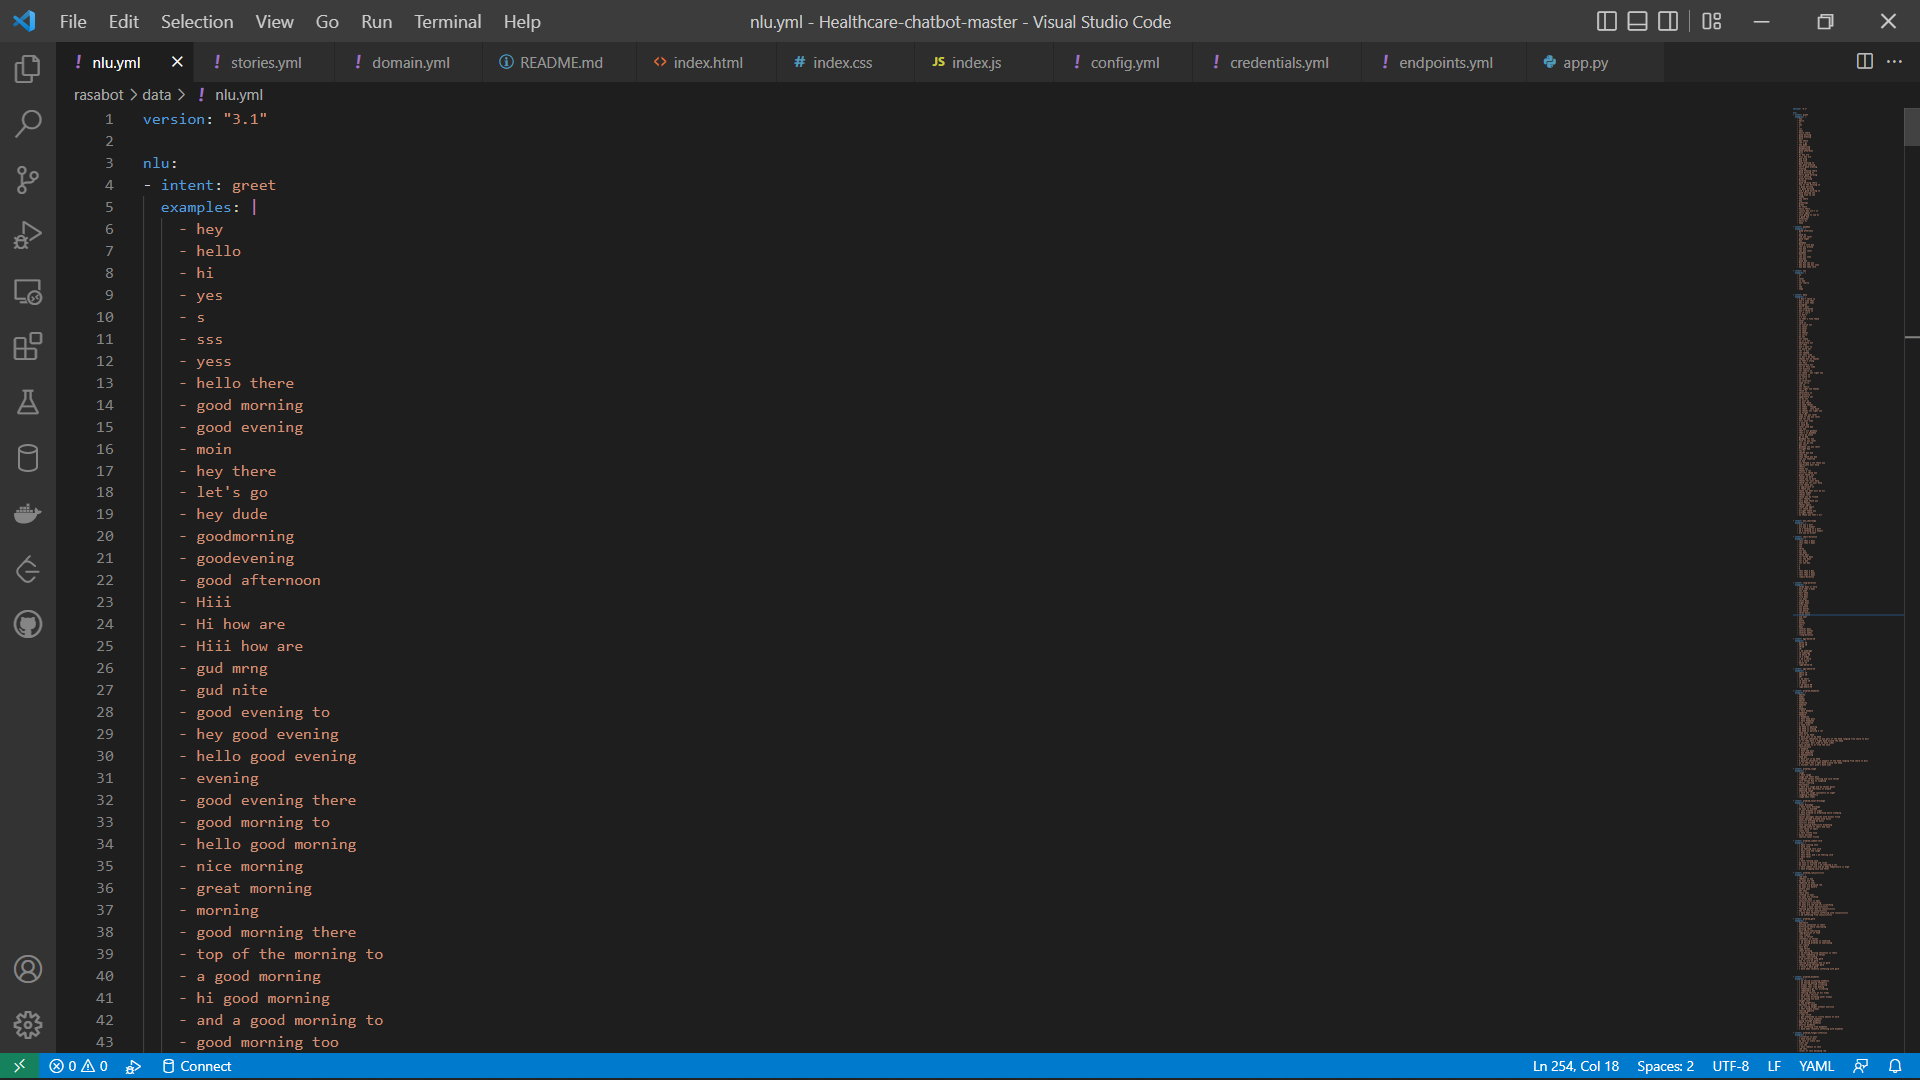 File Edit Selection View Go Run Terminal Help nlu.yml - Healthcare-chatbot-master - Visual Studio Code
! nlu.yml ! stories.yml ! domain.yml README.md <> index.html # index.css JS index.js ! config.yml ! credentials.yml ! endpoints.yml app.py
rasabot > data > ! nlu.yml
1 version: "3.1"
2
3 nlu:
4 - intent: greet
5 examples: |
6 - hey
7 - hello
8 - hi
9 - yes
10 - s
11 - sss
12 - yess
13 - hello there
14 - good morning
15 - good evening
16 - moin
17 - hey there
18 - let's go
19 - hey dude
20 - goodmorning
21 - goodevening
22 - good afternoon
23 - Hiii
24 - Hi how are
25 - Hiii how are
26 - gud mrng
27 - gud nite
28 - good evening to
29 - hey good evening
30 - hello good evening
31 - evening
32 - good evening there
33 - good morning to
34 - hello good morning
35 - nice morning
36 - great morning
37 - morning
38 - good morning there
39 - top of the morning to
40 - a good morning
41 - hi good morning
42 - and a good morning to
43 - good morning too
0 0 Connect Ln 254, Col 18 Spaces: 2 UTF-8 LF YAML